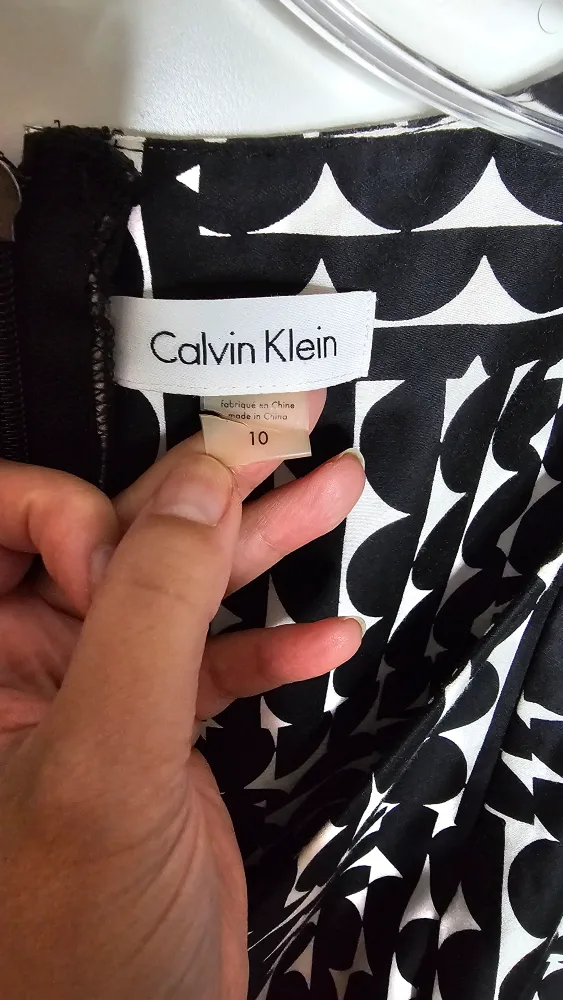 Calvin Klein
fabriqué en Chine
made in China
10